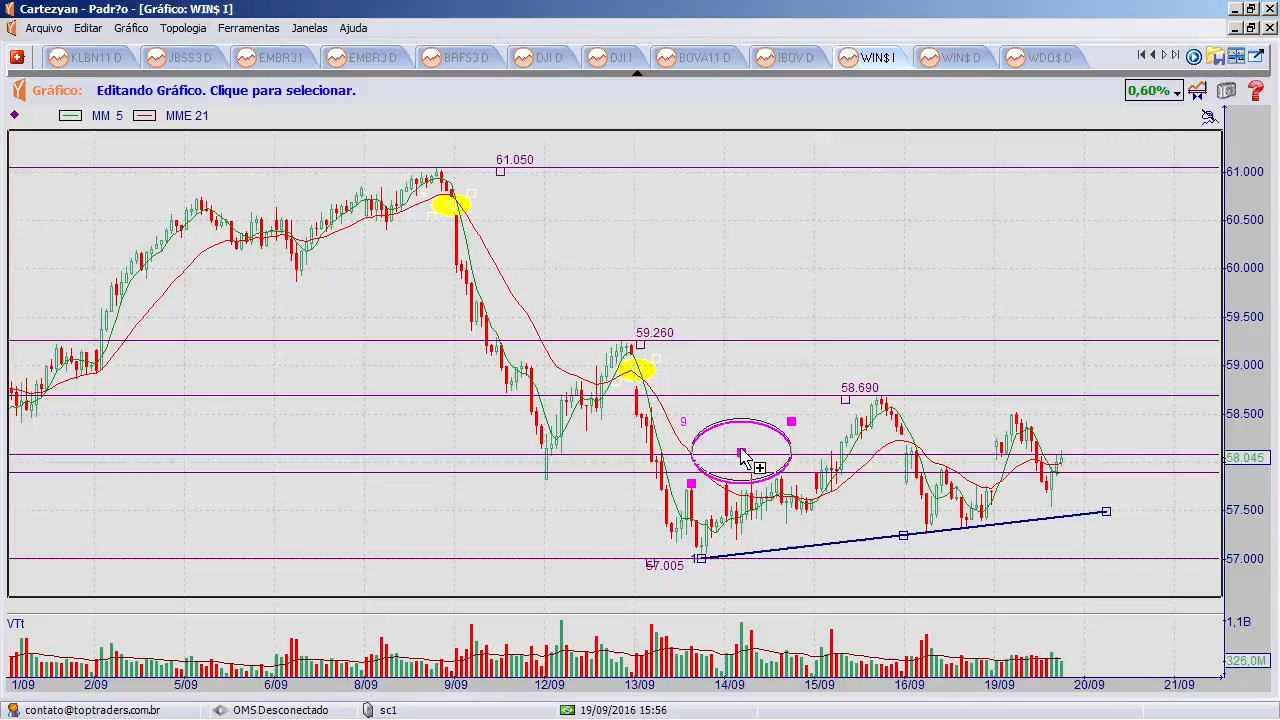 Cartezyan - Padr?o - [Gráfico: WIN$ I]
Arquivo Editar Gráfico Topologia Ferramentas Janelas Ajuda
KLBN11 D JBSS3 D EMBR3 I EMBR3 D BRFS3 D DJI D DJI I BOVA11 D IBOV D WIN$ I WIN$ D WDO$ D
Gráfico: Editando Gráfico. Clique para selecionar. 0,60%
MM 5 MME 21
61.050
61.000
60.500
60.000
59.500
59.260
59.000
58.690
58.500
9
58.045
57.500
57.005
57.000
VTt
1,1B
326,0M
1/09 2/09 5/09 6/09 8/09 9/09 12/09 13/09 14/09 15/09 16/09 19/09 20/09 21/09
contato@toptraders.com.br OMS Desconectado sc1 19/09/2016 15:56